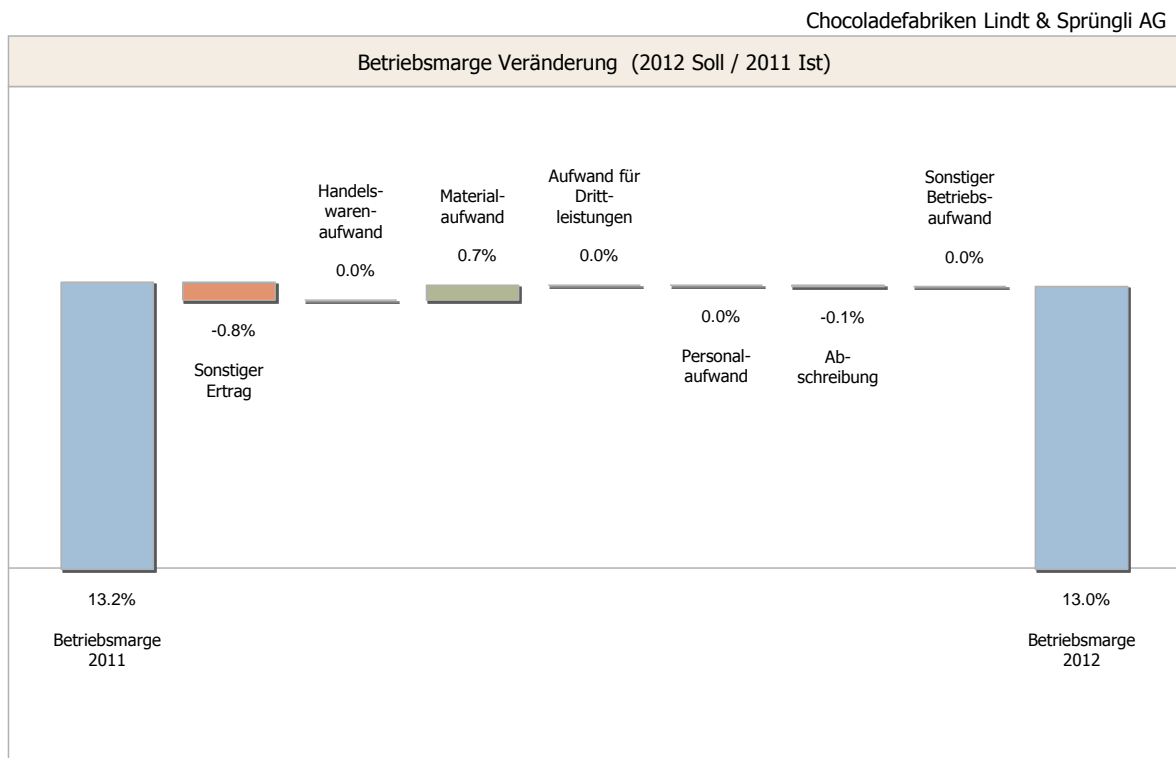 Chocoladefabriken Lindt & Sprüngli AG
Betriebsmarge Veränderung (2012 Soll / 2011 Ist)
Handels-
waren-
aufwand
0.0%
Material-
aufwand
0.7%
Aufwand für
Dritt-
leistungen
0.0%
Sonstiger
Betriebs-
aufwand
0.0%
-0.8%
Sonstiger
Ertrag
0.0%
Personal-
aufwand
-0.1%
Ab-
schreibung
13.2%
Betriebsmarge
2011
13.0%
Betriebsmarge
2012